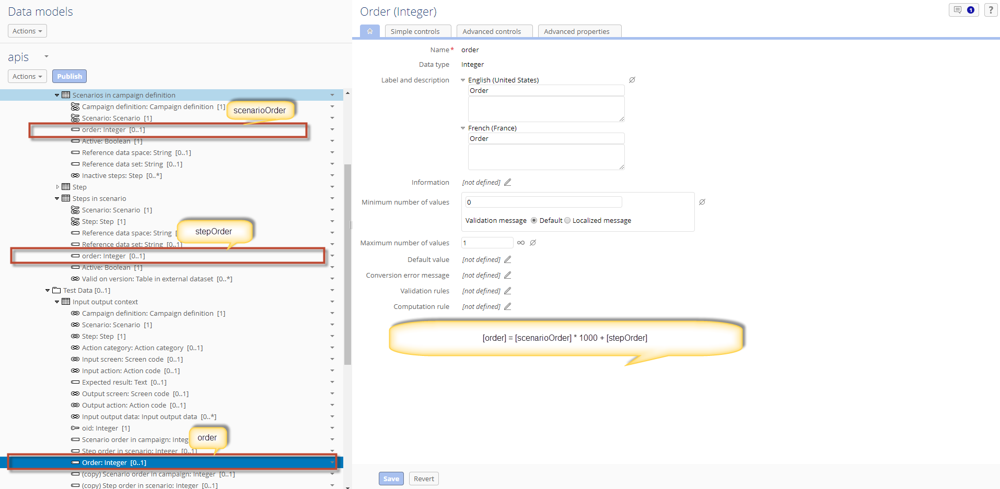 Data models
Actions
apis
Actions
Publish
Scenarios in campaign definition
Campaign definition: Campaign definition [1]
scenarioOrder
Scenario: Scenario [1]
order: Integer [0..1]
Active: Boolean [1]
Reference data space: String [0..1]
Reference data set: String [0..1]
Inactive steps: Step [0..*]
Step
Steps in scenario
Scenario: Scenario [1]
Step: Step [1]
stepOrder
Reference data space: String [
Reference data set: String [0..1]
order: Integer [0..1]
Active: Boolean [1]
Valid on version: Table in external dataset [0..*]
Test Data [0..1]
Input output context
Campaign definition: Campaign definition [1]
Scenario: Scenario [1]
Step: Step [1]
Action category: Action category [0..1]
Input screen: Screen code [0..1]
Input action: Action code [0..1]
Expected result: Text [0..1]
Output screen: Screen code [0..1]
Output action: Action code [0..1]
Input output data: Input output data [0..*]
oid: Integer [1]
Scenario order in campaign: Integ
order
Step order in scenario: Integer [0..1]
Order: Integer [0..1]
(copy) Scenario order in campaign: Integer [0..1]
(copy) Step order in scenario: Integer [0..1]
Order (Integer)
1
?
Simple controls
Advanced controls
Advanced properties
Name* order
Data type Integer
Label and description English (United States)
Order
French (France)
Order
Information [not defined]
Minimum number of values 0
Validation message Default Localized message
Maximum number of values 1
Default value [not defined]
Conversion error message [not defined]
Validation rules [not defined]
Computation rule [not defined]
[order] = [scenarioOrder] * 1000 + [stepOrder]
Save
Revert